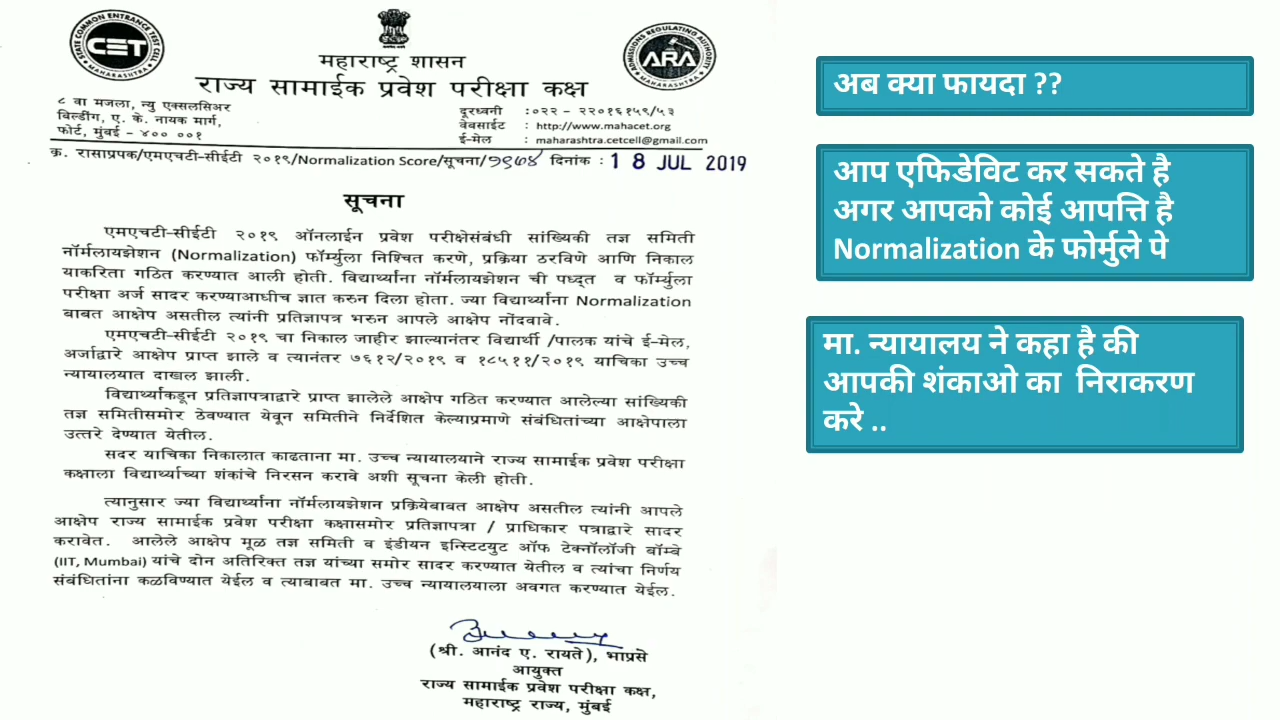 STATE COMMON ENTRANCE TEST CELL
CET
MAHARASHTRA
ADMISSIONS REGULATING AUTHORITY
ARA
MAHARASHTRA
महाराष्ट्र शासन
राज्य सामाईक प्रवेश परीक्षा कक्ष
८ वा मजला, न्यु एक्सलसिअर
बिल्डींग, ए. के. नायक मार्ग,
फोर्ट, मुंबई – ४०० ००१
दूरध्वनी : ०२२ – २२०१६१५९/५३
वेबसाईट : http://www.mahacet.org
ई-मेल : maharashtra.cetcell@gmail.com
क्र. रासाप्रपक/एमएचटी-सीईटी २०१९/Normalization Score/सूचना/ दिनांक : 18 JUL 2019
सूचना
एमएचटी-सीईटी २०१९ ऑनलाईन प्रवेश परीक्षेसंबंधी सांख्यिकी तज्ञ समिती
नॉर्मलायझेशन (Normalization) फॉर्म्युला निश्चित करणे, प्रक्रिया ठरविणे आणि निकाल
याकरिता गठित करण्यात आली होती. विद्यार्थ्यांना नॉर्मलायझेशन ची पध्द्त व फॉर्म्युला
परीक्षा अर्ज सादर करण्याआधीच ज्ञात करुन दिला होता. ज्या विद्यार्थ्यांना Normalization
बाबत आक्षेप असतील त्यांनी प्रतिज्ञापत्र भरुन आपले आक्षेप नोंदवावे.
एमएचटी-सीईटी २०१९ चा निकाल जाहीर झाल्यानंतर विद्यार्थी /पालक यांचे ई-मेल,
अर्जाद्वारे आक्षेप प्राप्त झाले व त्यानंतर ७६१२/२०१९ व १८५११/२०१९ याचिका उच्च
न्यायालयात दाखल झाली.
विद्यार्थ्यांकडून प्रतिज्ञापत्राद्वारे प्राप्त झालेले आक्षेप गठित करण्यात आलेल्या सांख्यिकी
तज्ञ समितीसमोर ठेवण्यात येवून समितीने निर्देशित केल्याप्रमाणे संबंधितांच्या आक्षेपाला
उत्तरे देण्यात येतील.
सदर याचिका निकालात काढताना मा. उच्च न्यायालयाने राज्य सामाईक प्रवेश परीक्षा
कक्षाला विद्यार्थ्यांच्या शंकांचे निरसन करावे अशी सूचना केली होती.
त्यानुसार ज्या विद्यार्थ्यांना नॉर्मलायझेशन प्रक्रियेबाबत आक्षेप असतील त्यांनी आपले
आक्षेप राज्य सामाईक प्रवेश परीक्षा कक्षासमोर प्रतिज्ञापत्रा / प्राधिकार पत्राद्वारे सादर
करावेत. आलेले आक्षेप मूळ तज्ञ समिती व इंडीयन इन्स्टिटयुट ऑफ टेक्नॉलॉजी बॉम्बे
(IIT, Mumbai) यांचे दोन अतिरिक्त तज्ञ यांच्या समोर सादर करण्यात येतील व त्यांचा निर्णय
संबंधितांना कळविण्यात येईल व त्याबाबत मा. उच्च न्यायालयाला अवगत करण्यात येईल.
(श्री. आनंद ए. रायते), भाप्रसे
आयुक्त
राज्य सामाईक प्रवेश परीक्षा कक्ष,
महाराष्ट्र राज्य, मुंबई
अब क्या फायदा ??
आप एफिडेविट कर सकते है
अगर आपको कोई आपत्ति है
Normalization के फोर्मुले पे
मा. न्यायालय ने कहा है की
आपकी शंकाओ का निराकरण
करे ..